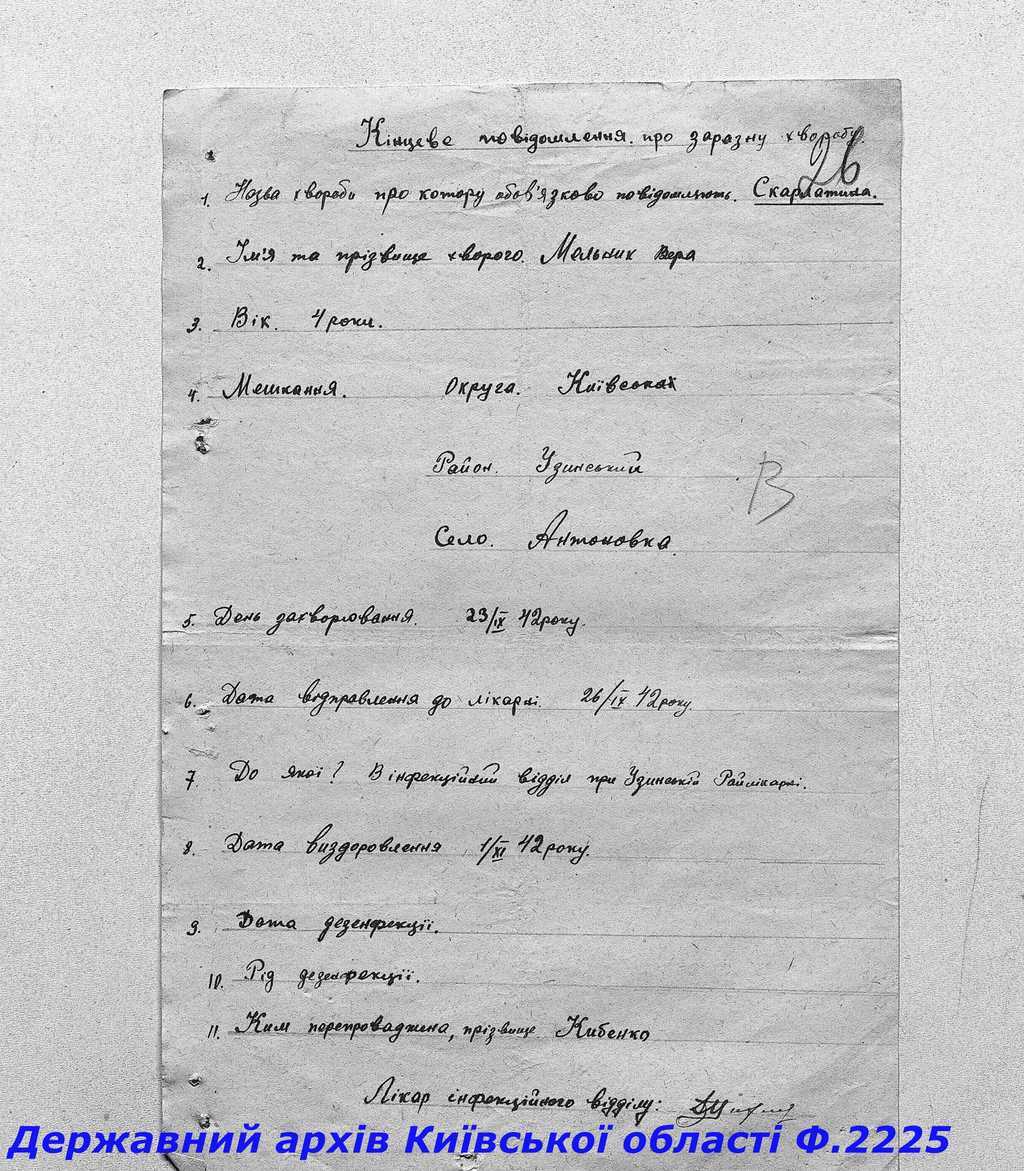 Кінцеве повідомлення про заразну хворобу.
26
1. Назва хвороби про котору обов'язково повідомлюють. Скарлатина.
2. Ім'я та прізвище хворого. Мельник Вера
3. Вік. 4 роки.
4. Мешкання. Округа. Київській
Район. Узинський
В
Село. Антоновка.
5. День захворювання. 23/IX 42 року.
6. Дата відправлення до лікарні. 26/IX 42 року.
7. До якої? В інфекційний відділ при Узинській Райлікарні.
8. Дата виздоровлення 1/XI 42 року.
9. Дата дезенфекції.
10. Рід дезенфекції.
11. Ким перепроваджена, прізвище Кибенко
Лікар інфекційного відділу:
Державний архів Київської області Ф.2225